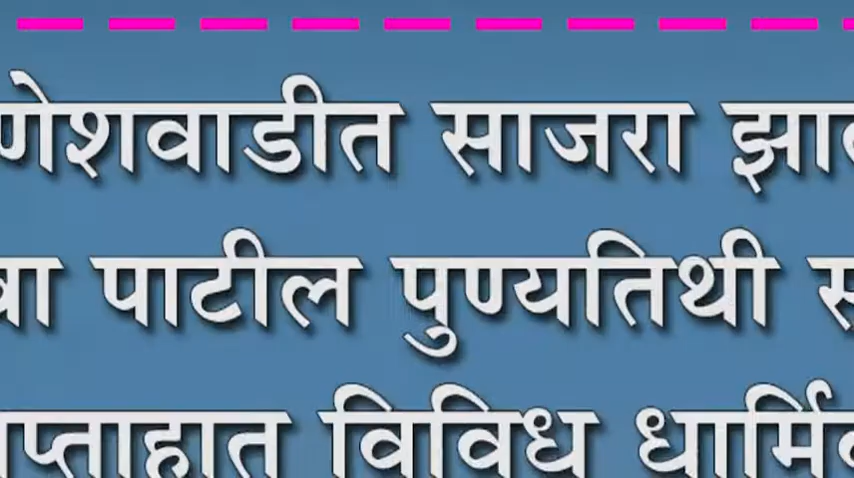 णेशवाडीत साजरा झाल
वा पाटील पुण्यतिथी स
प्ताहात विविध धार्मि